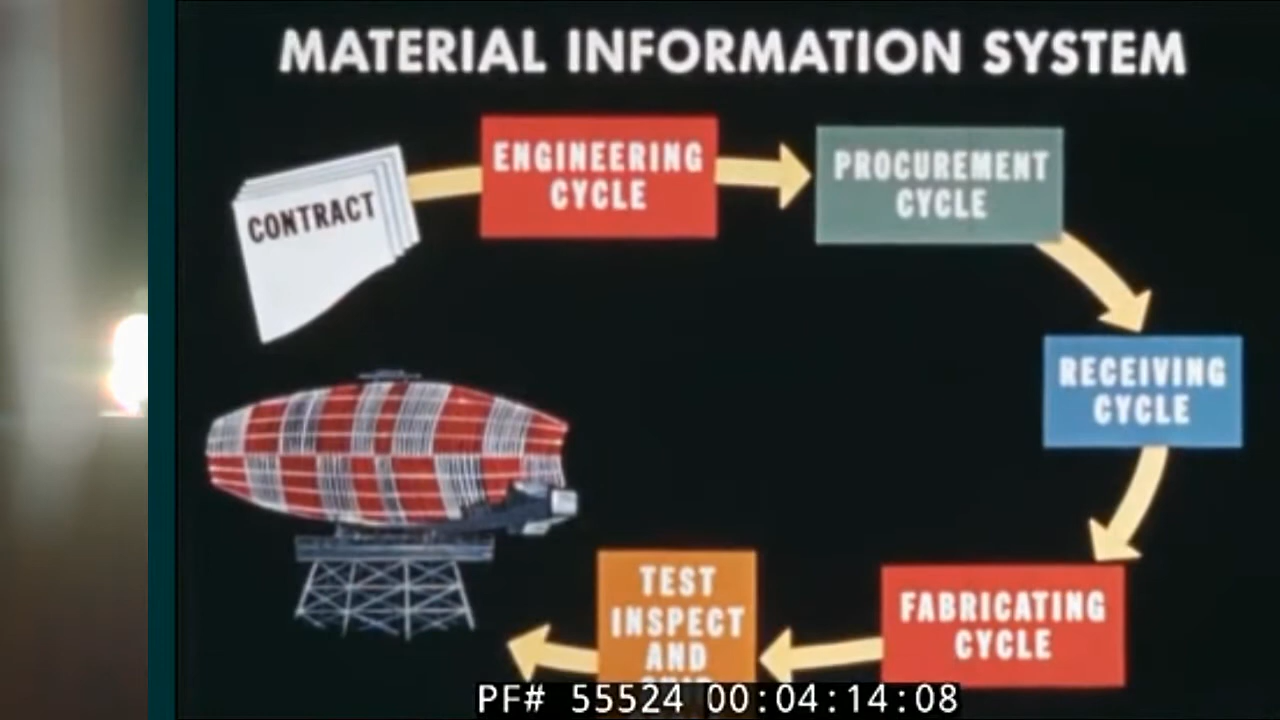 MATERIAL INFORMATION SYSTEM
CONTRACT
ENGINEERING
CYCLE
PROCUREMENT
CYCLE
RECEIVING
CYCLE
FABRICATING
CYCLE
TEST
INSPECT
AND
PF# 55524 00:04:14:08